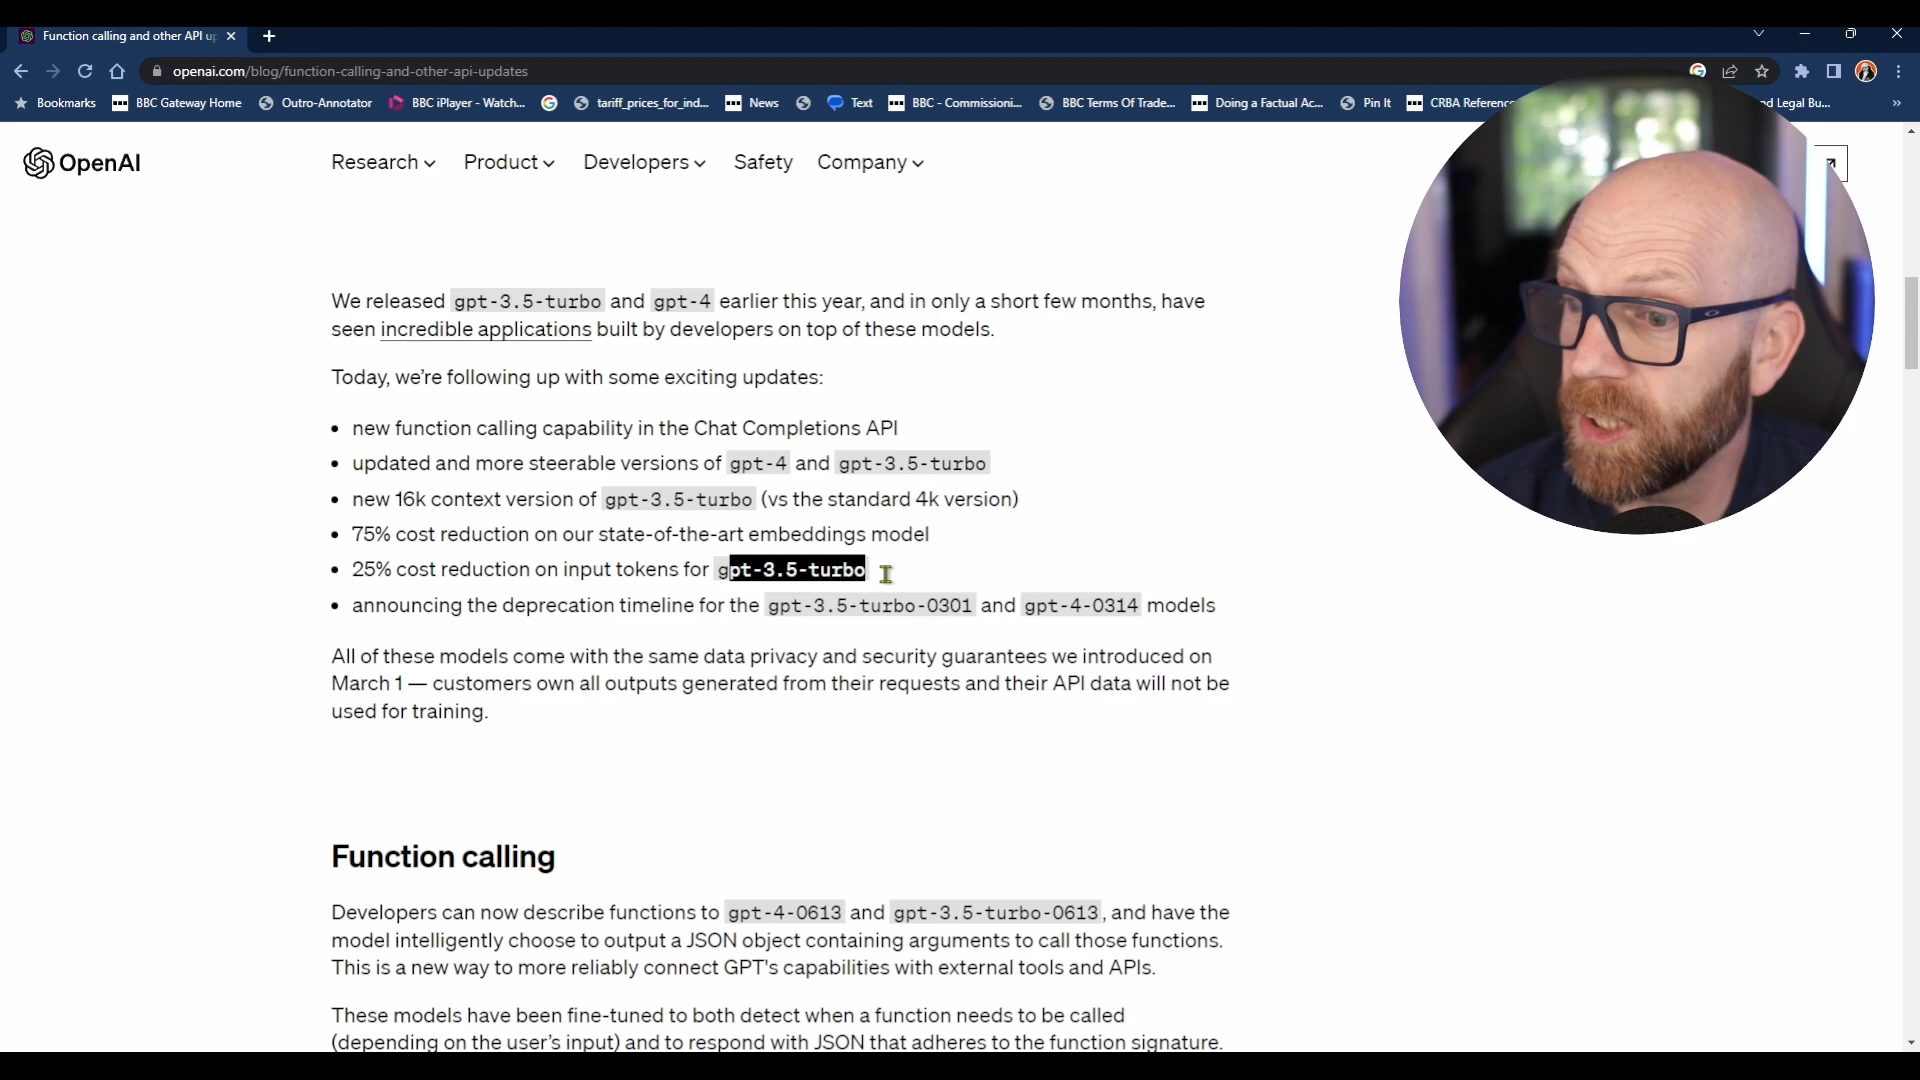 Function calling and other API up
openai.com/blog/function-calling-and-other-api-updates
Bookmarks BBC Gateway Home Outro-Annotator BBC iPlayer - Watch... tariff_prices_for_ind... News Text BBC - Commissioni... BBC Terms Of Trade... Doing a Factual Ac... Pin It CRBA Reference nd Legal Bu... »
OpenAI Research Product Developers Safety Company
We released gpt-3.5-turbo and gpt-4 earlier this year, and in only a short few months, have
seen incredible applications built by developers on top of these models.
Today, we’re following up with some exciting updates:
• new function calling capability in the Chat Completions API
• updated and more steerable versions of gpt-4 and gpt-3.5-turbo
• new 16k context version of gpt-3.5-turbo (vs the standard 4k version)
• 75% cost reduction on our state-of-the-art embeddings model
• 25% cost reduction on input tokens for gpt-3.5-turbo
• announcing the deprecation timeline for the gpt-3.5-turbo-0301 and gpt-4-0314 models
All of these models come with the same data privacy and security guarantees we introduced on
March 1 — customers own all outputs generated from their requests and their API data will not be
used for training.
Function calling
Developers can now describe functions to gpt-4-0613 and gpt-3.5-turbo-0613, and have the
model intelligently choose to output a JSON object containing arguments to call those functions.
This is a new way to more reliably connect GPT's capabilities with external tools and APIs.
These models have been fine-tuned to both detect when a function needs to be called
(depending on the user’s input) and to respond with JSON that adheres to the function signature.